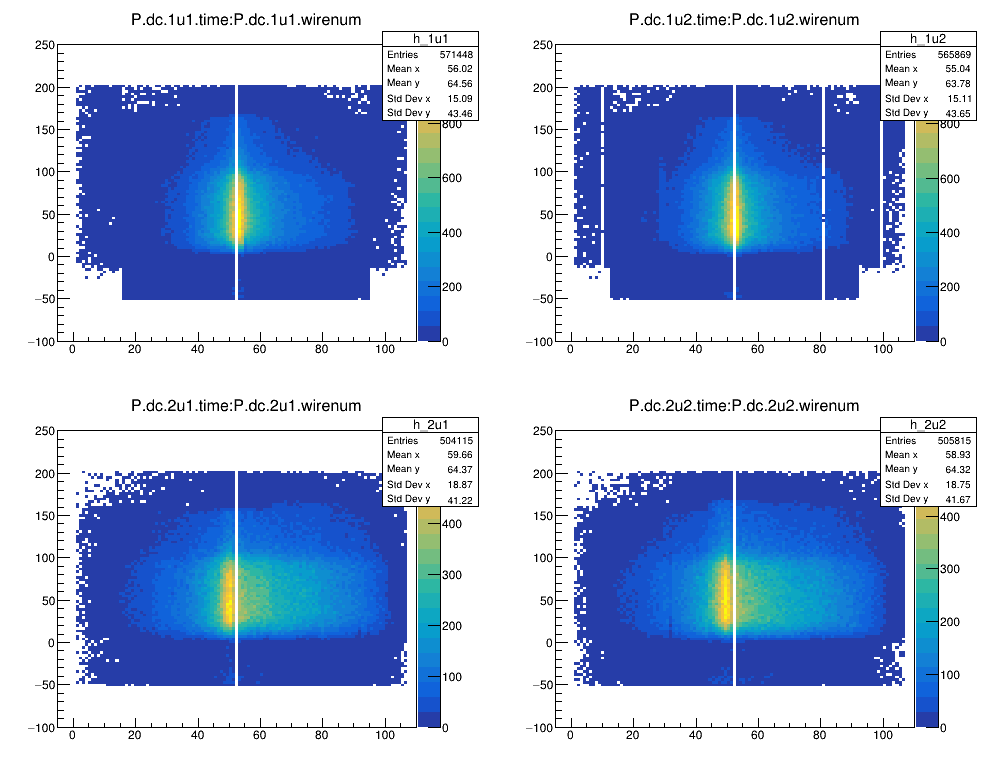 P.dc.1u1.time:P.dc.1u1.wirenum
h_1u1
Entries 571448
Mean x 56.02
Mean y 64.56
Std Dev x 15.09
Std Dev y 43.46
250
200
150
100
50
0
−50
−100
0 20 40 60 80 100
800
600
400
200
0
P.dc.1u2.time:P.dc.1u2.wirenum
h_1u2
Entries 565869
Mean x 55.04
Mean y 63.78
Std Dev x 15.11
Std Dev y 43.65
250
200
150
100
50
0
−50
−100
0 20 40 60 80 100
800
600
400
200
0
P.dc.2u1.time:P.dc.2u1.wirenum
h_2u1
Entries 504115
Mean x 59.66
Mean y 64.37
Std Dev x 18.87
Std Dev y 41.22
250
200
150
100
50
0
−50
−100
0 20 40 60 80 100
400
300
200
100
0
P.dc.2u2.time:P.dc.2u2.wirenum
h_2u2
Entries 505815
Mean x 58.93
Mean y 64.32
Std Dev x 18.75
Std Dev y 41.67
250
200
150
100
50
0
−50
−100
0 20 40 60 80 100
400
300
200
100
0